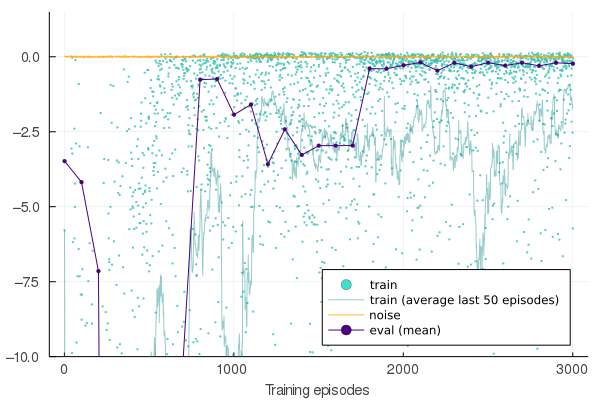 0.0
−2.5
−5.0
−7.5
−10.0
train
train (average last 50 episodes)
noise
eval (mean)
0
1000
2000
3000
Training episodes